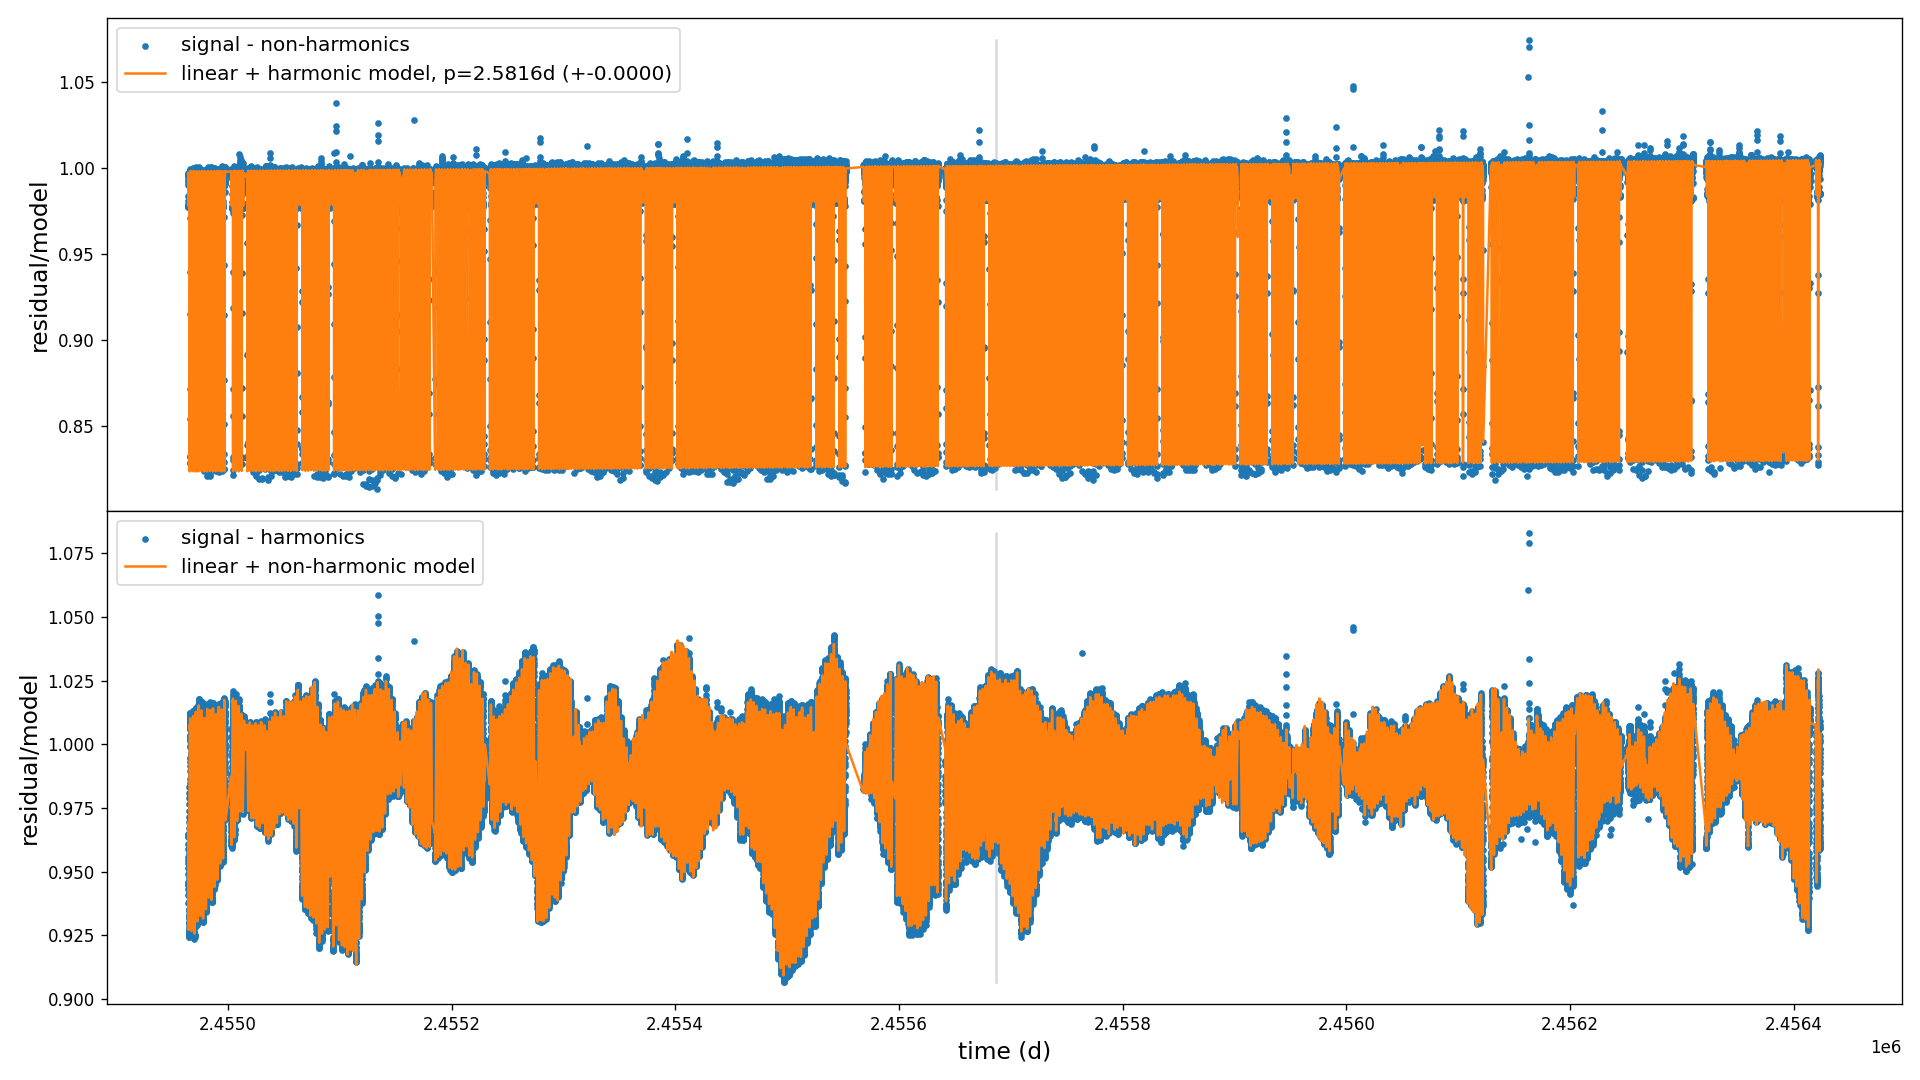 signal - non-harmonics
linear + harmonic model, p=2.5816d (+-0.0000)
1.05
1.00
0.95
0.90
0.85
residual/model
signal - harmonics
linear + non-harmonic model
1.075
1.050
1.025
1.000
0.975
0.950
0.925
0.900
residual/model
2.4550 2.4552 2.4554 2.4556 2.4558 2.4560 2.4562 2.4564
1e6
time (d)